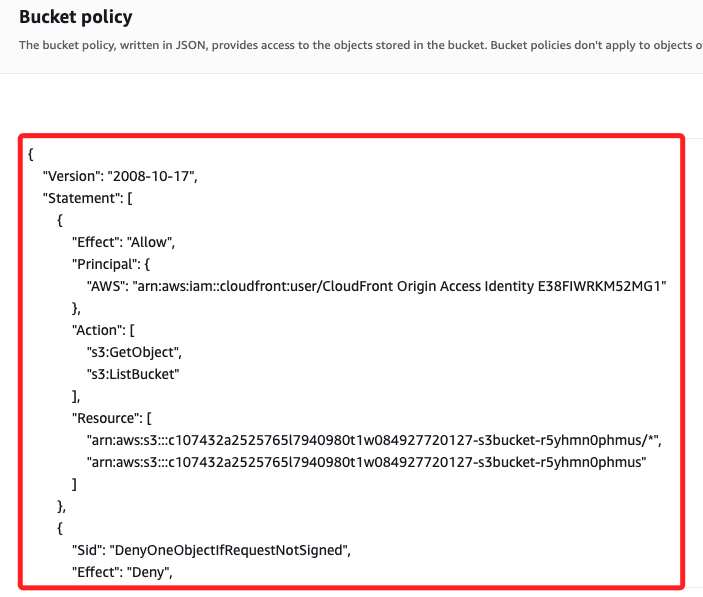 Bucket policy
The bucket policy, written in JSON, provides access to the objects stored in the bucket. Bucket policies don't apply to objects
{
"Version": "2008-10-17",
"Statement": [
{
"Effect": "Allow",
"Principal": {
"AWS": "arn:aws:iam::cloudfront:user/CloudFront Origin Access Identity E38FIWRKM52MG1"
},
"Action": [
"s3:GetObject",
"s3:ListBucket"
],
"Resource": [
"arn:aws:s3:::c107432a2525765l7940980t1w084927720127-s3bucket-r5yhmn0phmus/*",
"arn:aws:s3:::c107432a2525765l7940980t1w084927720127-s3bucket-r5yhmn0phmus"
]
},
{
"Sid": "DenyOneObjectIfRequestNotSigned",
"Effect": "Deny",